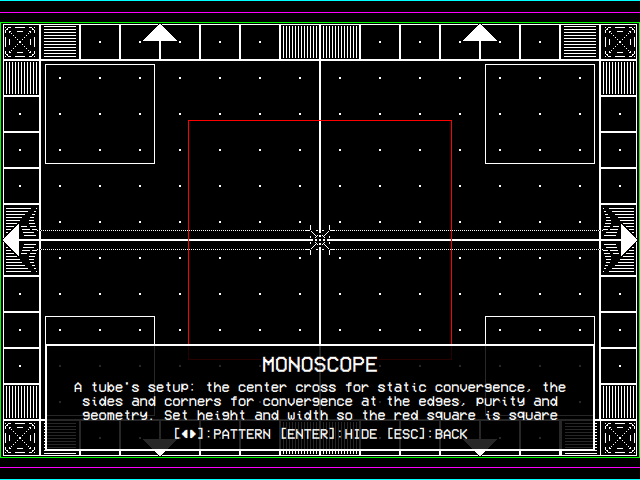 MONOSCOPE
A tube's setup: the center cross for static convergence, the
sides and corners for convergence at the edges, purity and
geometry. Set height and width so the red square is square
[◀▶]:PATTERN [ENTER]:HIDE [ESC]:BACK